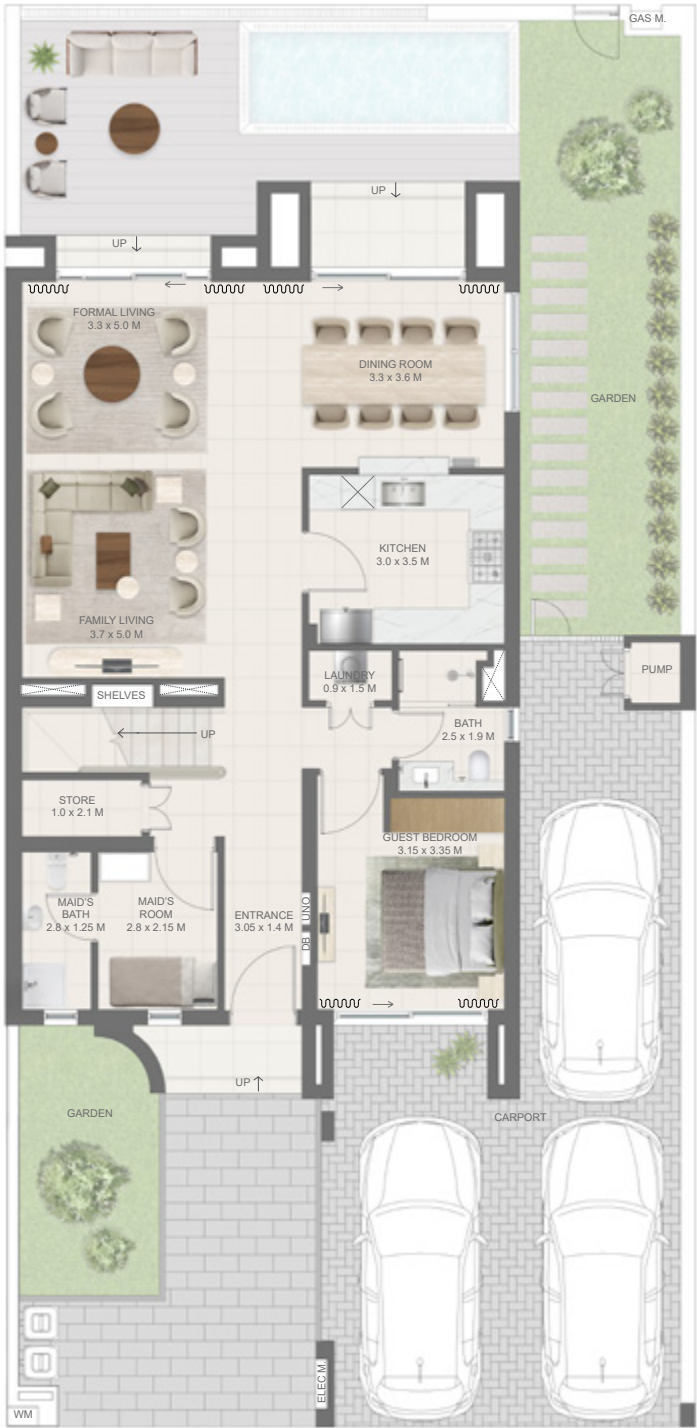 GAS M.
UP
UP
FORMAL LIVING
3.3 x 5.0 M
DINING ROOM
3.3 x 3.6 M
GARDEN
KITCHEN
3.0 x 3.5 M
FAMILY LIVING
3.7 x 5.0 M
LAUNDRY
0.9 x 1.5 M
PUMP
SHELVES
BATH
2.5 x 1.9 M
UP
STORE
1.0 x 2.1 M
GUEST BEDROOM
3.15 x 3.35 M
MAID'S
BATH
2.8 x 1.25 M
MAID'S
ROOM
2.8 x 2.15 M
ENTRANCE
3.05 x 1.4 M
UNO
DB
UP
GARDEN
CARPORT
ELEC M.
WM